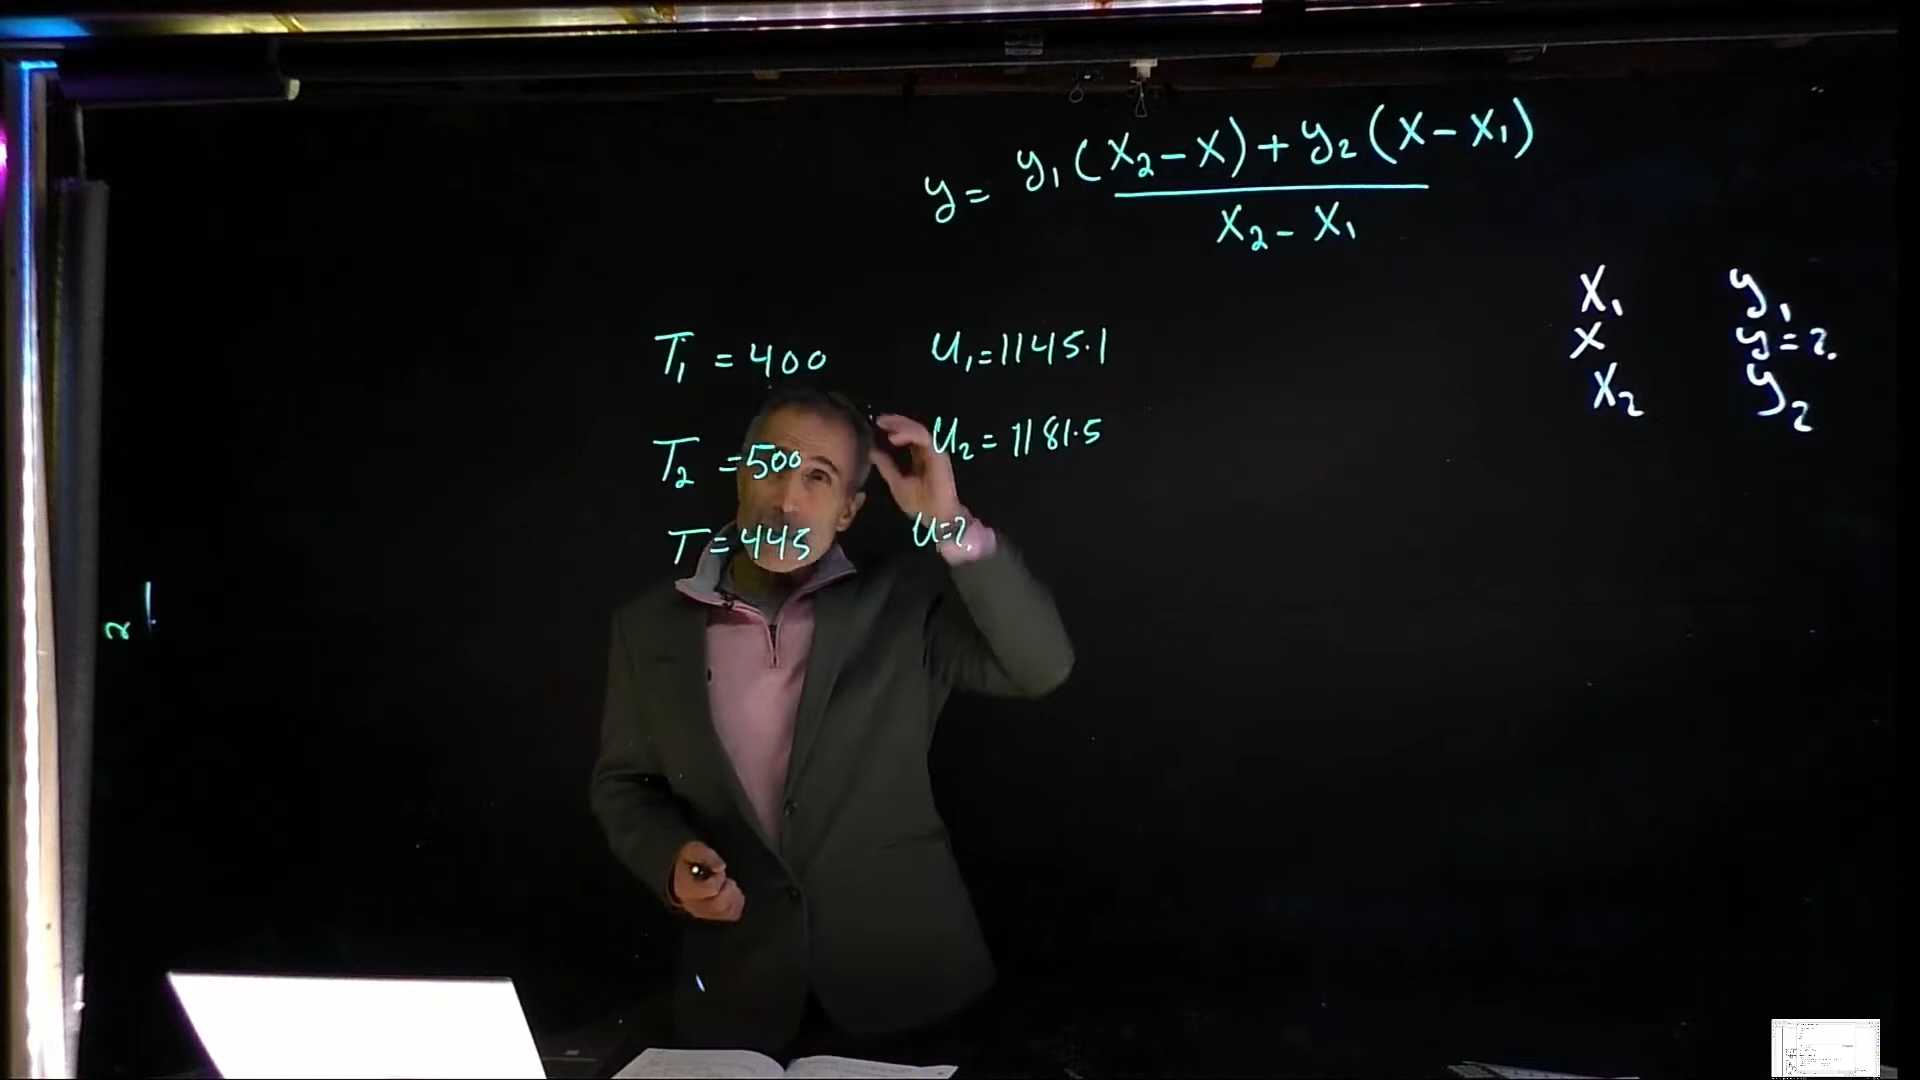 y = y₁(x₂-x)+y₂(x-x₁)
x₂-x₁
x₁ y₁
x y=?
x₂ y₂
T₁ =400 u₁=1145.1
T₂ =500 u₂=1181.5
T=445 u=?